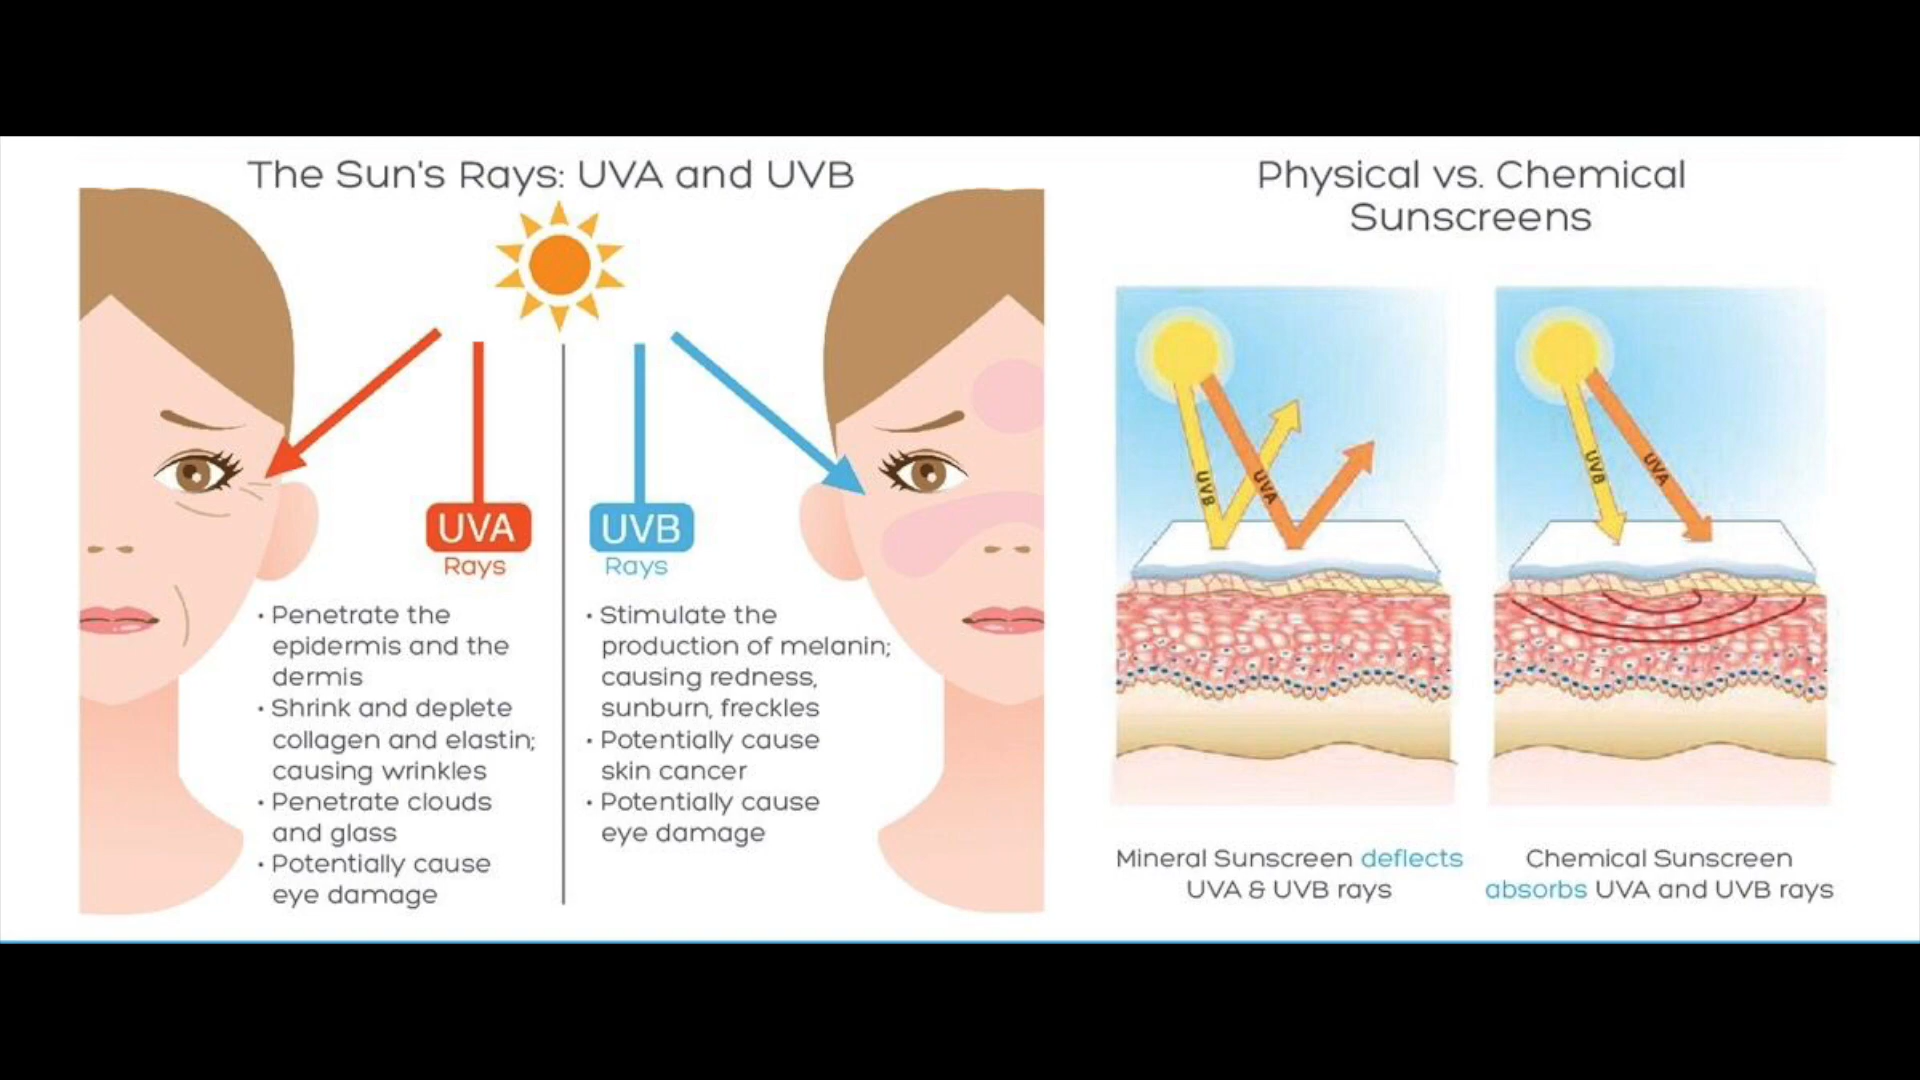 The Sun's Rays: UVA and UVB
UVA
Rays
• Penetrate the
epidermis and the
dermis
• Shrink and deplete
collagen and elastin;
causing wrinkles
• Penetrate clouds
and glass
• Potentially cause
eye damage
UVB
Rays
• Stimulate the
production of melanin;
causing redness,
sunburn, freckles
• Potentially cause
skin cancer
• Potentially cause
eye damage
Physical vs. Chemical
Sunscreens
UVB
UVA
Mineral Sunscreen deflects
UVA & UVB rays
UVB
UVA
Chemical Sunscreen
absorbs UVA and UVB rays